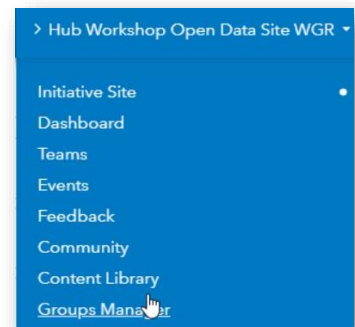 > Hub Workshop Open Data Site WGR
Initiative Site
Dashboard
Teams
Events
Feedback
Community
Content Library
Groups Manager